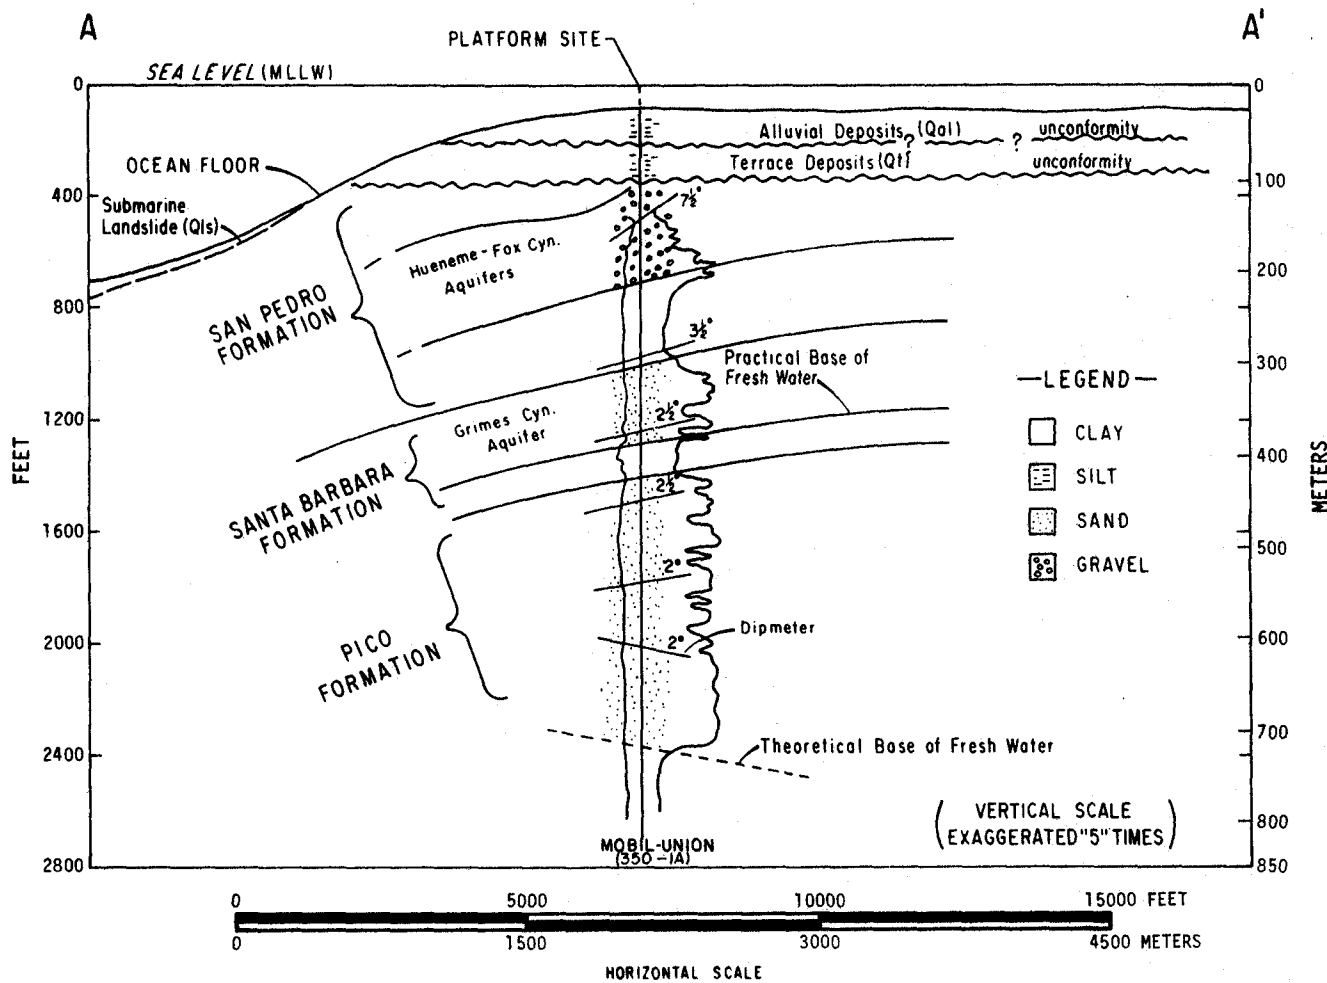 A
A'
PLATFORM SITE
SEA LEVEL (MLLW)
0
0
Alluvial Deposits (Qal)
?
?
unconformity
OCEAN FLOOR
Terrace Deposits (Qt)
unconformity
400
100
Submarine
Landslide (Qls)
7½°
Hueneme-Fox Cyn.
Aquifers
200
800
SAN PEDRO
FORMATION
3½°
300
Practical Base of
Fresh Water
—LEGEND—
1200
2½°
Grimes Cyn.
Aquifer
CLAY
FEET
400
METERS
SANTA BARBARA
FORMATION
2½°
SILT
SAND
1600
500
GRAVEL
2°
2000
600
PICO
FORMATION
2°
Dipmeter
700
2400
Theoretical Base of Fresh Water
800
(VERTICAL SCALE
EXAGGERATED "5" TIMES)
MOBIL-UNION
(350-1A)
2800
850
0
5000
10000
15000 FEET
0
1500
3000
4500 METERS
HORIZONTAL SCALE